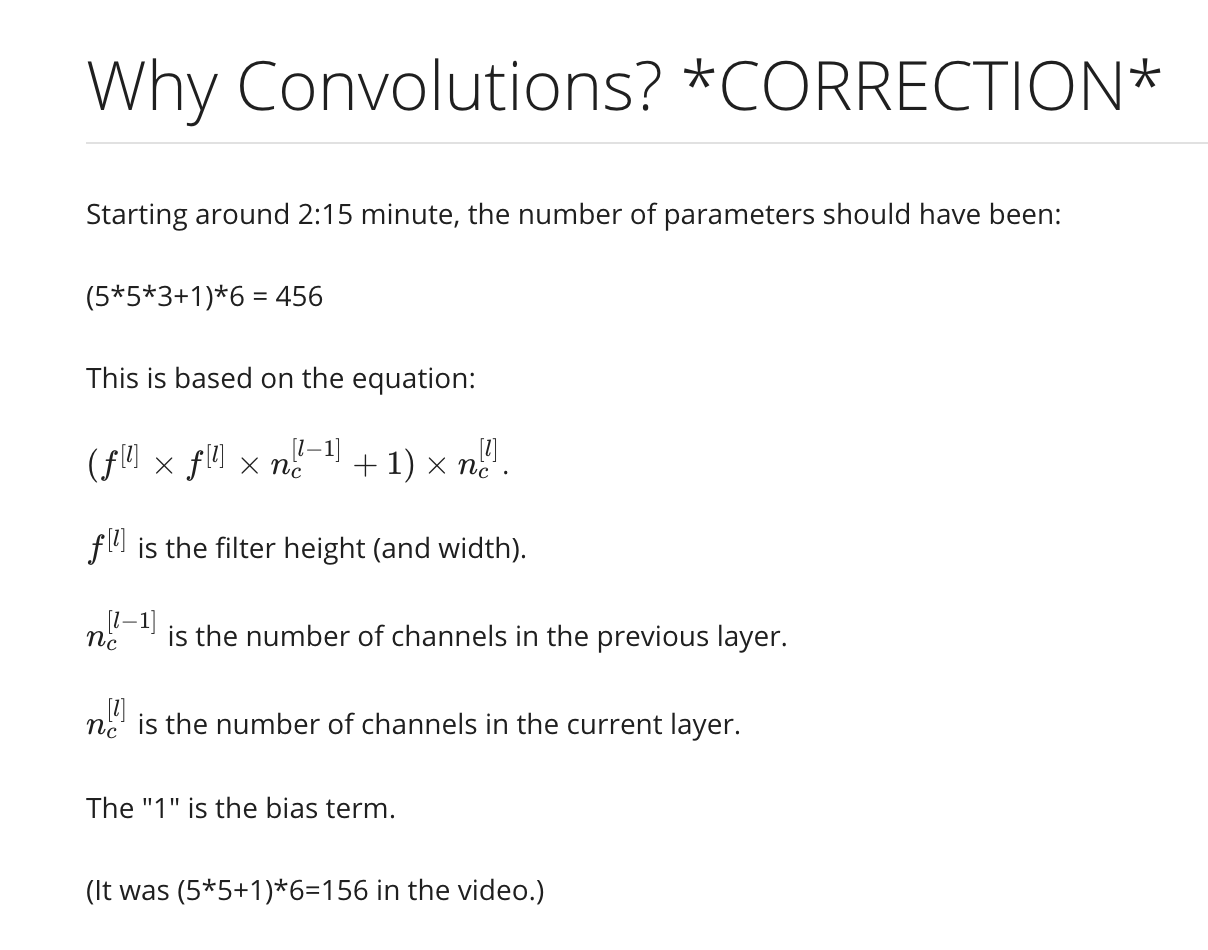 Why Convolutions? *CORRECTION*
Starting around 2:15 minute, the number of parameters should have been:
(5*5*3+1)*6 = 456
This is based on the equation:
$(f^{[l]} \times f^{[l]} \times n_c^{[l-1]} + 1) \times n_c^{[l]}.$
$f^{[l]}$ is the filter height (and width).
$n_c^{[l-1]}$ is the number of channels in the previous layer.
$n_c^{[l]}$ is the number of channels in the current layer.
The "1" is the bias term.
(It was (5*5+1)*6=156 in the video.)